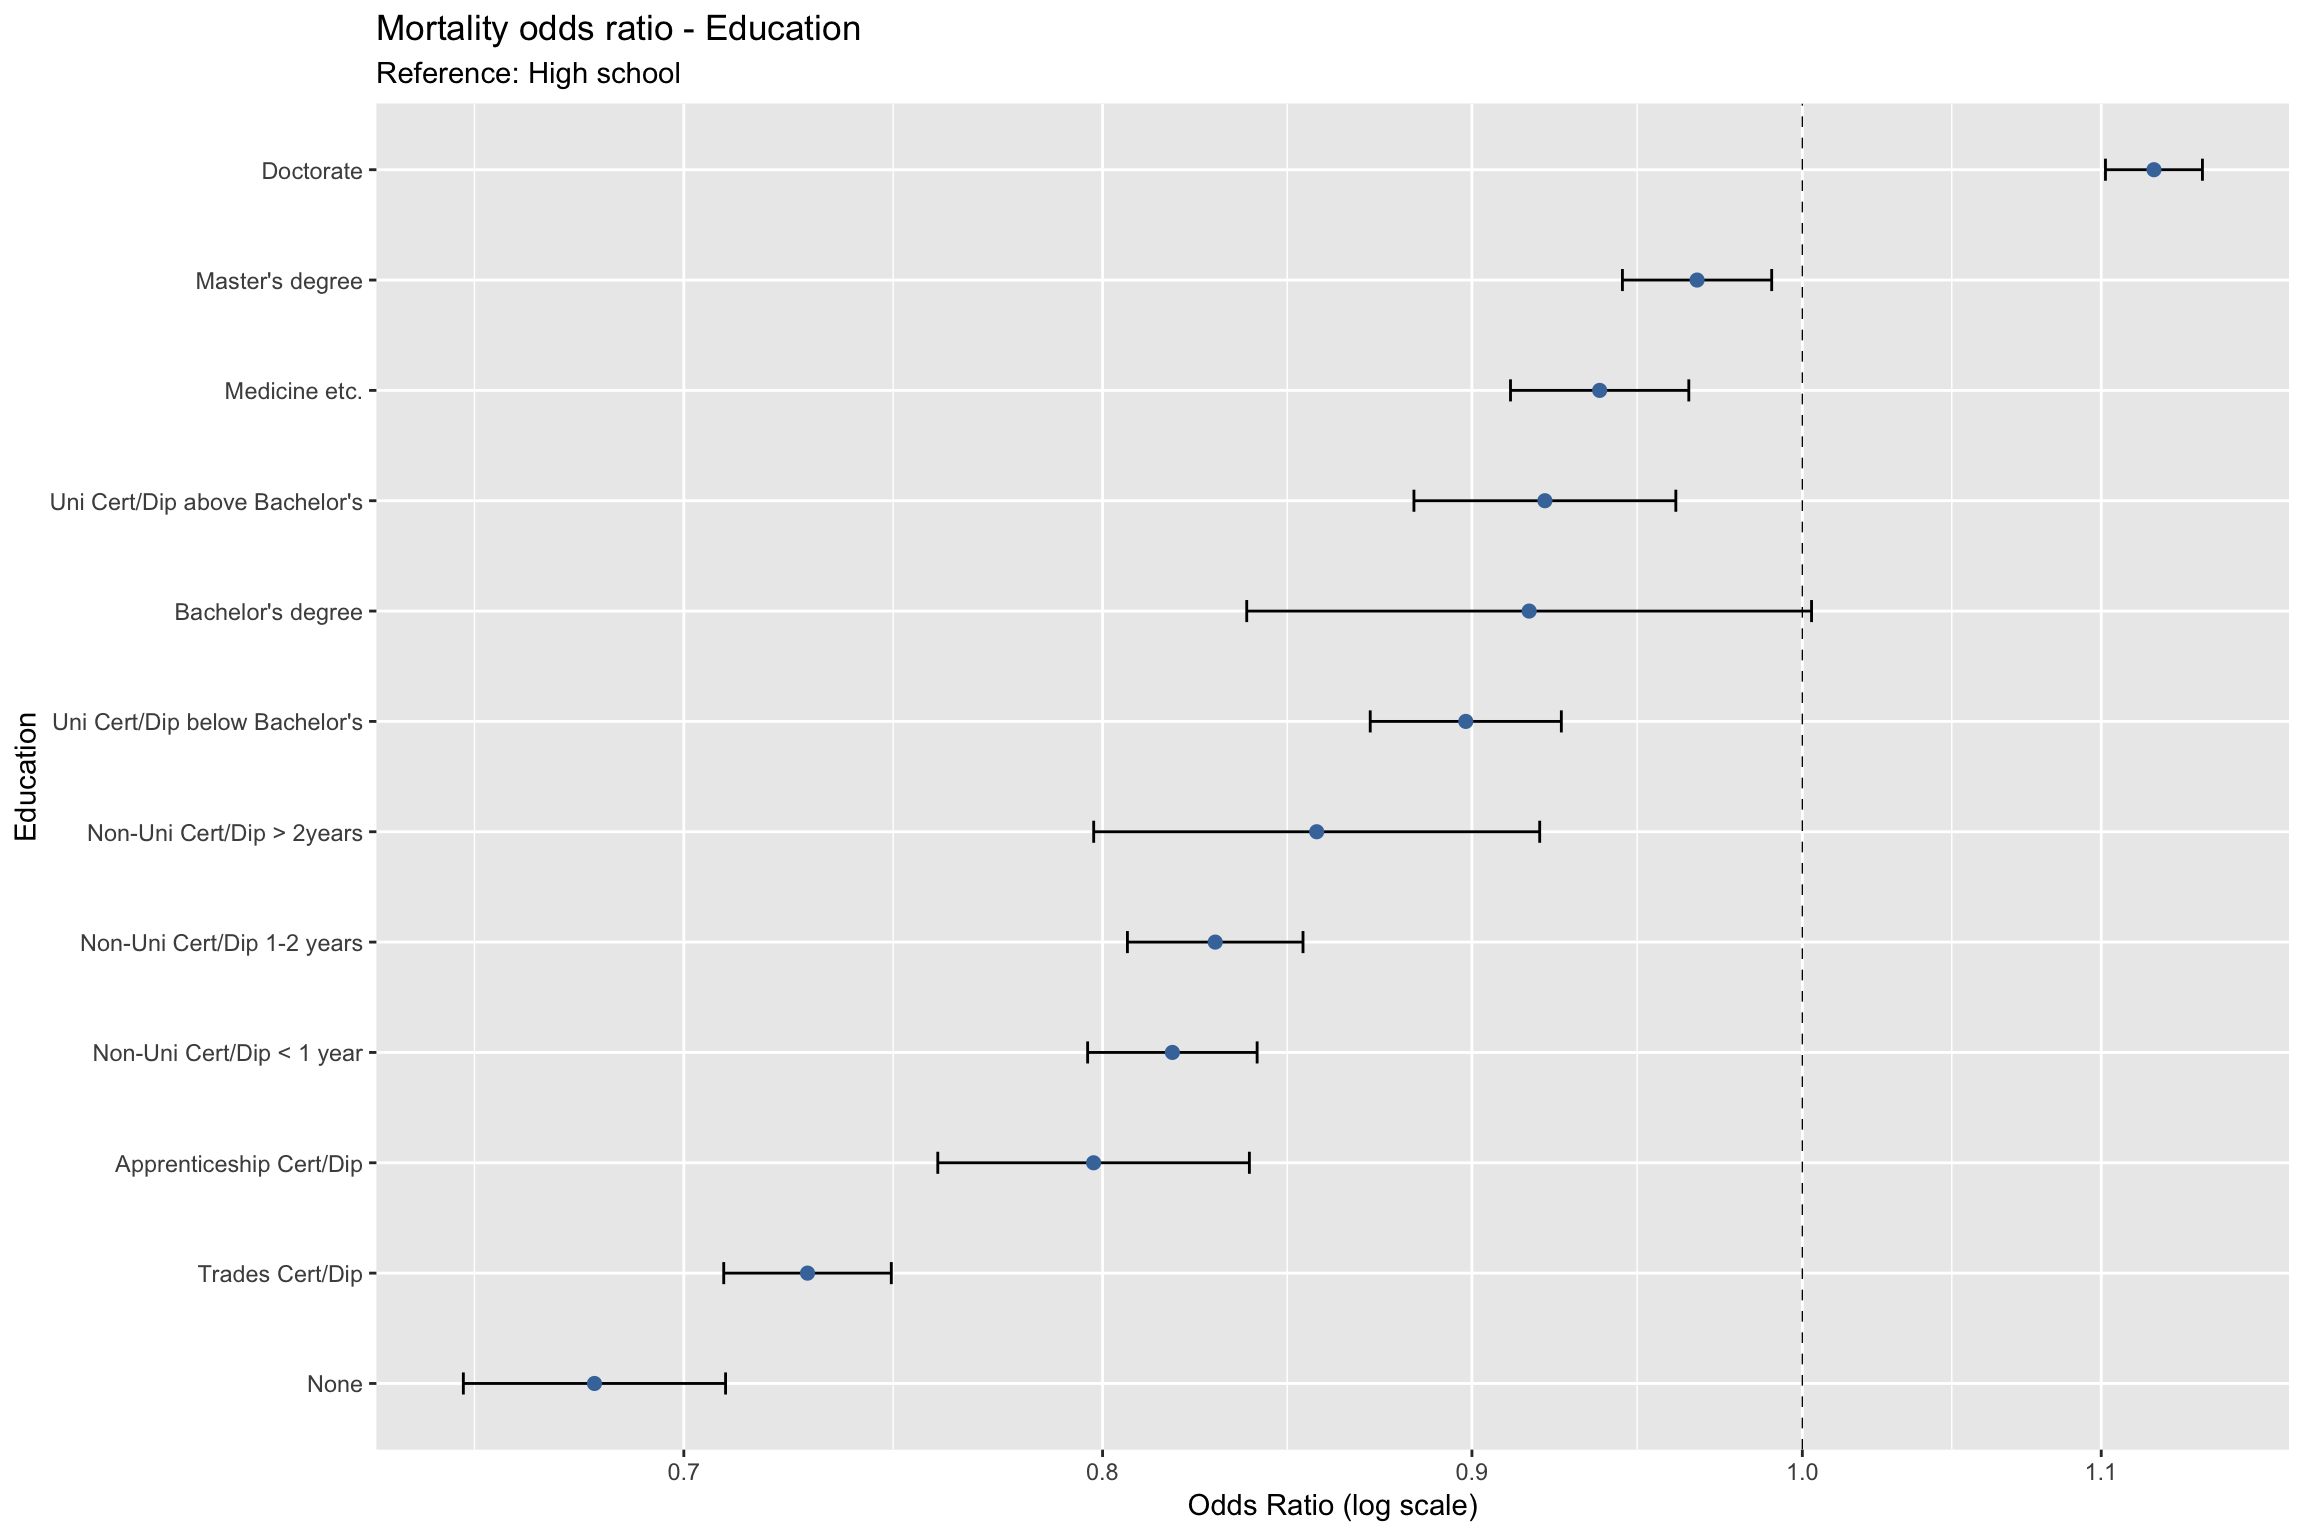 Mortality odds ratio - Education
Reference: High school
Education
Doctorate
Master's degree
Medicine etc.
Uni Cert/Dip above Bachelor's
Bachelor's degree
Uni Cert/Dip below Bachelor's
Non-Uni Cert/Dip > 2years
Non-Uni Cert/Dip 1-2 years
Non-Uni Cert/Dip < 1 year
Apprenticeship Cert/Dip
Trades Cert/Dip
None
0.7 0.8 0.9 1.0 1.1
Odds Ratio (log scale)